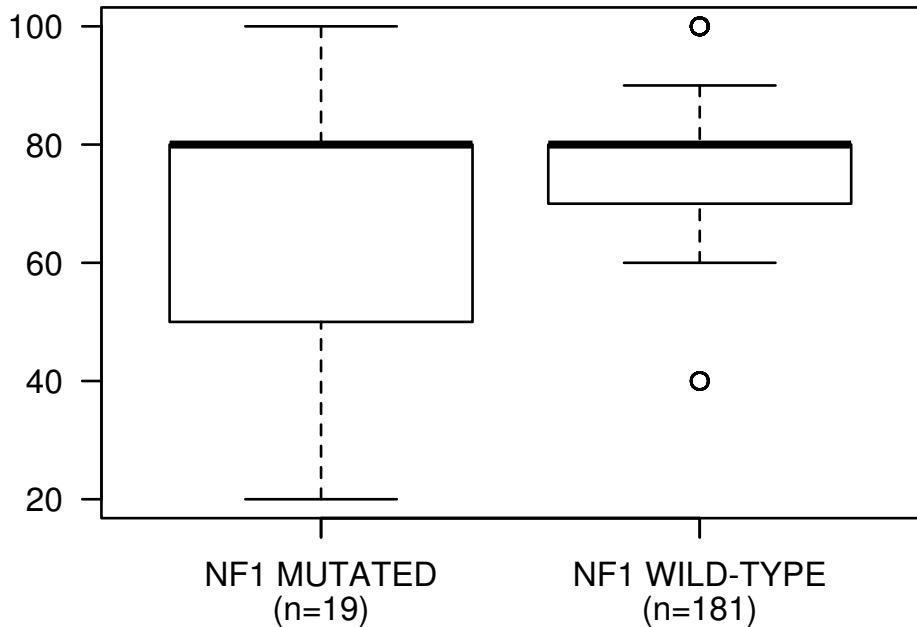 100
80
60
40
20
NF1 MUTATED
(n=19)
NF1 WILD-TYPE
(n=181)